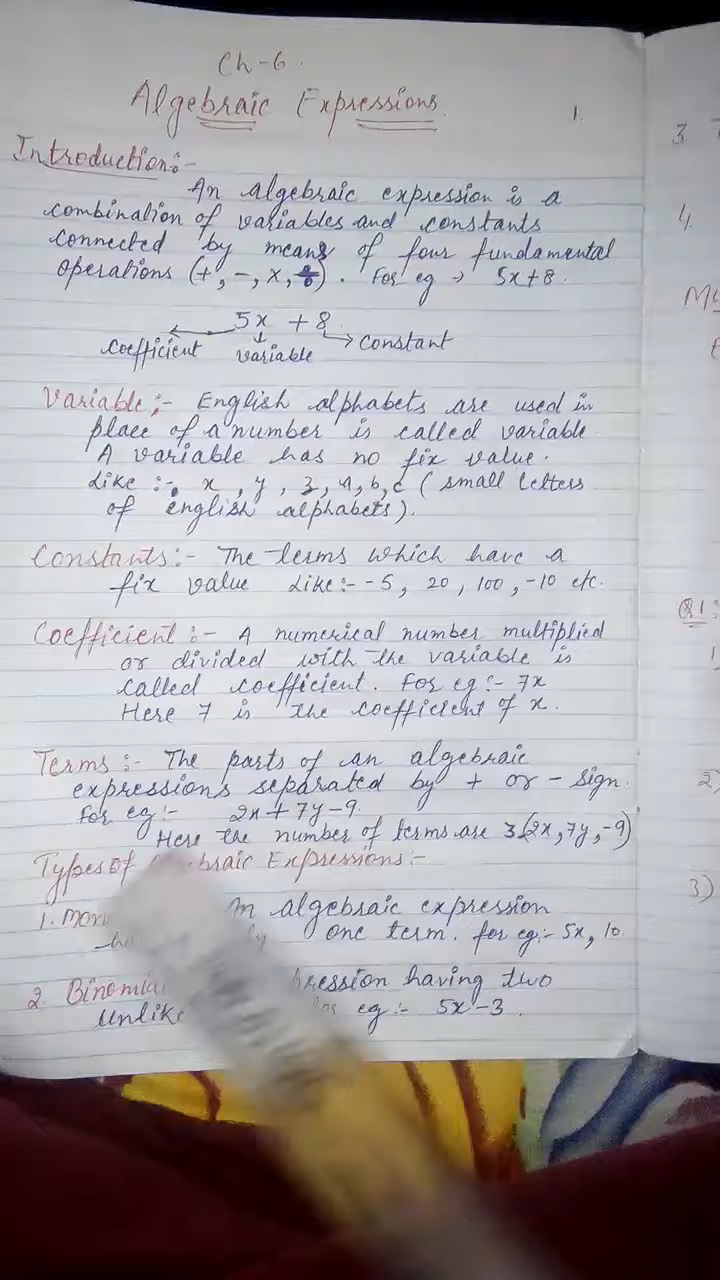 Ch-6.
Algebraic Expressions 1.
Introduction:-
An algebraic expression is a
combination of variables and constants
connected by means of four fundamental
operations (+, -, x, ÷). For eg → 5x+8.
5x + 8
coefficient variable constant
Variable:- English alphabets are used in
place of a number is called variable.
A variable has no fix value.
Like:- x, y, z, a, b, c (small letters
of english alphabets).
Constants:- The terms which have a
fix value Like:- -5, 20, 100, -10 etc.
Coefficient:- A numerical number multiplied
or divided with the variable is
called coefficient. For eg:- 7x
Here 7 is the coefficient of x.
Terms:- The parts of an algebraic
expressions separated by + or - sign.
For eg:- 2x+7y-9.
Here the number of terms are 3(2x, 7y, -9)
Types of Expressions:-
1. algebraic expression
one term. for eg:- 5x, 10.
2. having two
eg:- 5x-3.
3
4.
Q1:
1
2)
3)